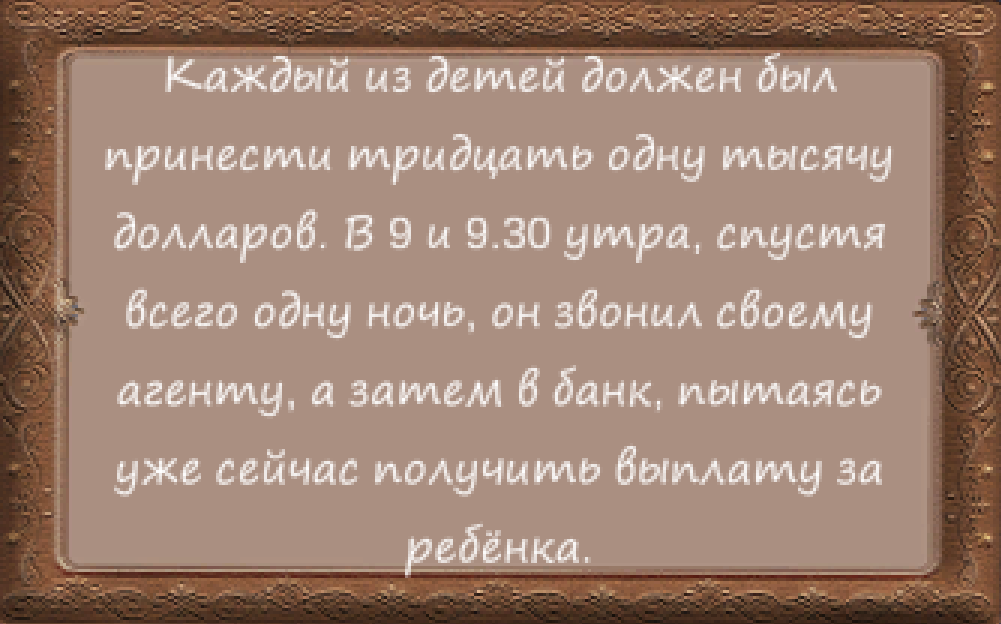 Каждый из детей должен был
принести тридцать одну тысячу
долларов. В 9 и 9.30 утра, спустя
всего одну ночь, он звонил своему
агенту, а затем в банк, пытаясь
уже сейчас получить выплату за
ребёнка.